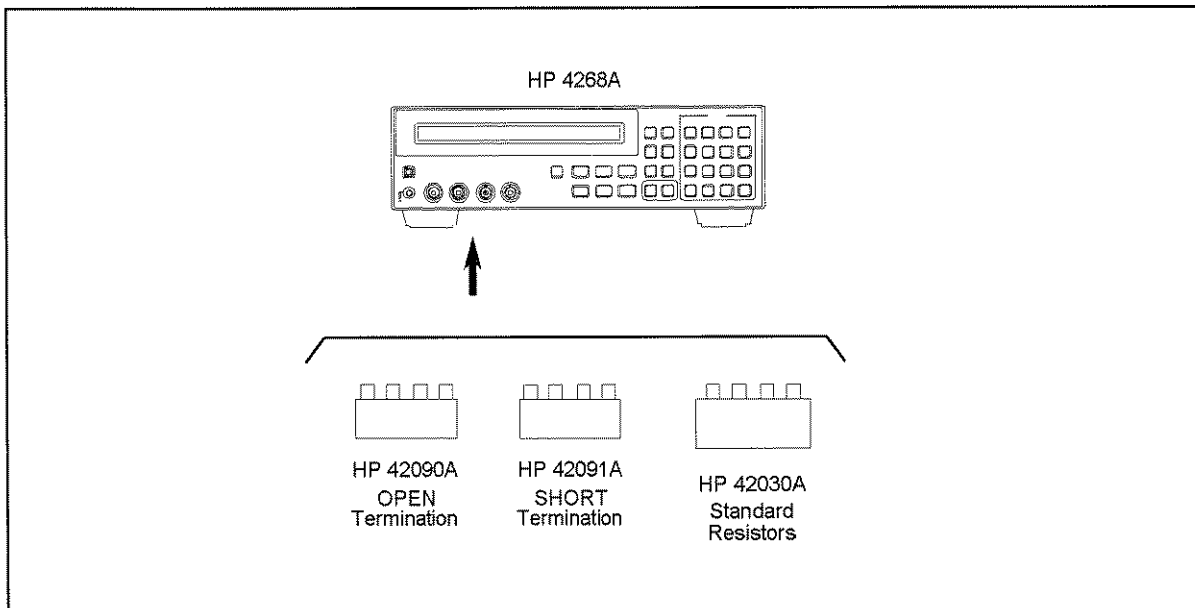 HP 4268A
HP 42090A
OPEN
Termination
HP 42091A
SHORT
Termination
HP 42030A
Standard
Resistors